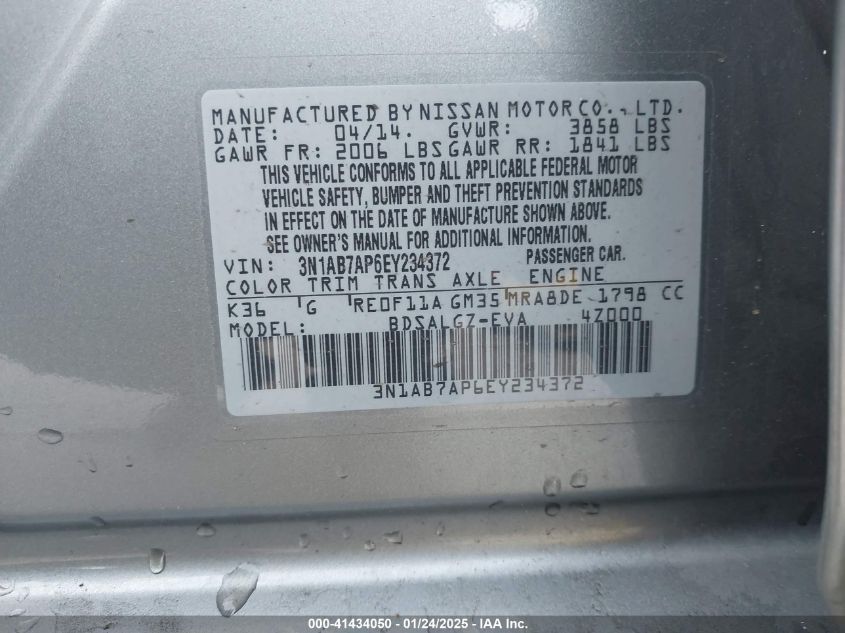 MANUFACTURED BY NISSAN MOTOR CO., LTD.
DATE: 04/14. GVWR: 3858 LBS
GAWR FR: 2006 LBS GAWR RR: 1841 LBS
THIS VEHICLE CONFORMS TO ALL APPLICABLE FEDERAL MOTOR
VEHICLE SAFETY, BUMPER AND THEFT PREVENTION STANDARDS
IN EFFECT ON THE DATE OF MANUFACTURE SHOWN ABOVE.
SEE OWNER'S MANUAL FOR ADDITIONAL INFORMATION.
VIN: 3N1AB7AP6EY234372 PASSENGER CAR.
COLOR TRIM TRANS AXLE ENGINE
K36 G RE0F11A GM35 MRA8DE 1798 CC
MODEL: BDSALGZ-EVA 4Z000
3N1AB7AP6EY234372
000-41434050 - 01/24/2025 - IAA Inc.